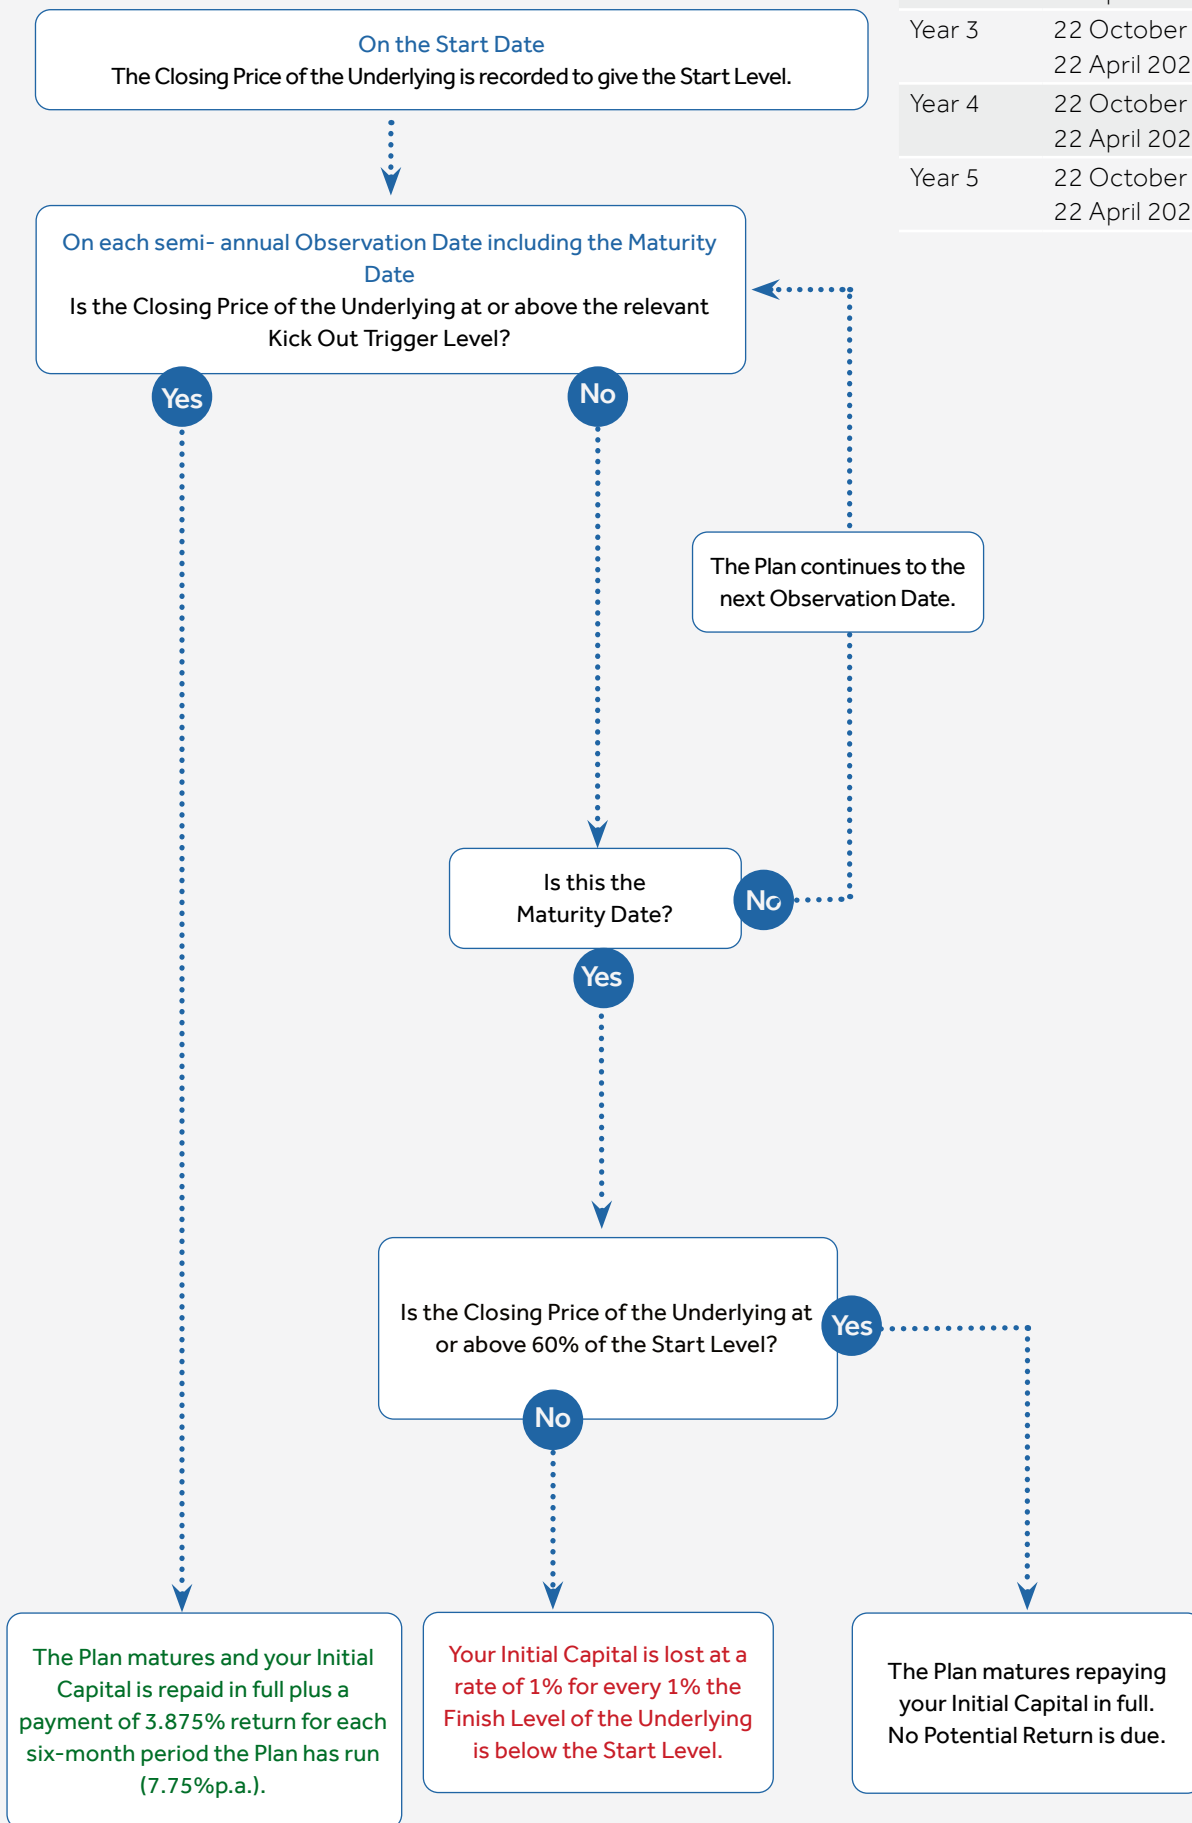 On the Start Date
The Closing Price of the Underlying is recorded to give the Start Level.
Year 3 22 October
22 April 202
Year 4 22 October
22 April 202
Year 5 22 October
22 April 202
On each semi- annual Observation Date including the Maturity
Date
Is the Closing Price of the Underlying at or above the relevant
Kick Out Trigger Level?
Yes
No
The Plan continues to the
next Observation Date.
Is this the
Maturity Date?
No
Yes
Is the Closing Price of the Underlying at
or above 60% of the Start Level?
Yes
No
The Plan matures and your Initial
Capital is repaid in full plus a
payment of 3.875% return for each
six-month period the Plan has run
(7.75%p.a.).
Your Initial Capital is lost at a
rate of 1% for every 1% the
Finish Level of the Underlying
is below the Start Level.
The Plan matures repaying
your Initial Capital in full.
No Potential Return is due.